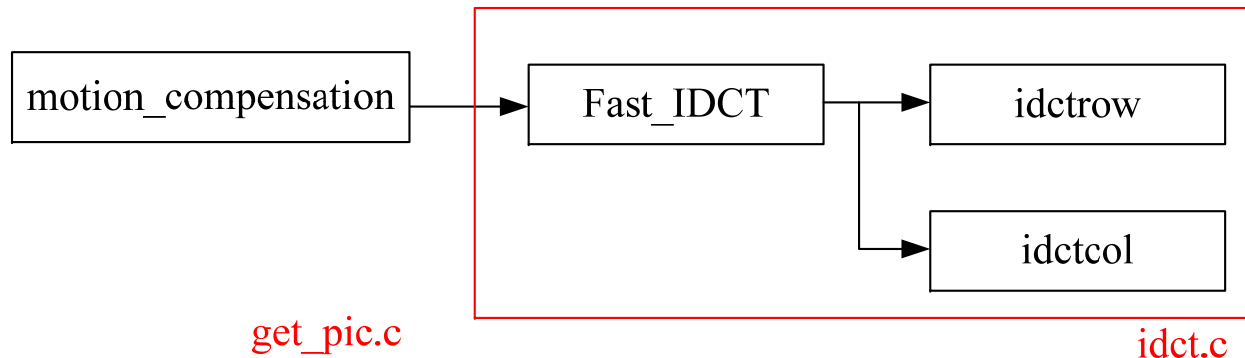 motion_compensation
Fast_IDCT
idctrow
idctcol
get_pic.c
idct.c